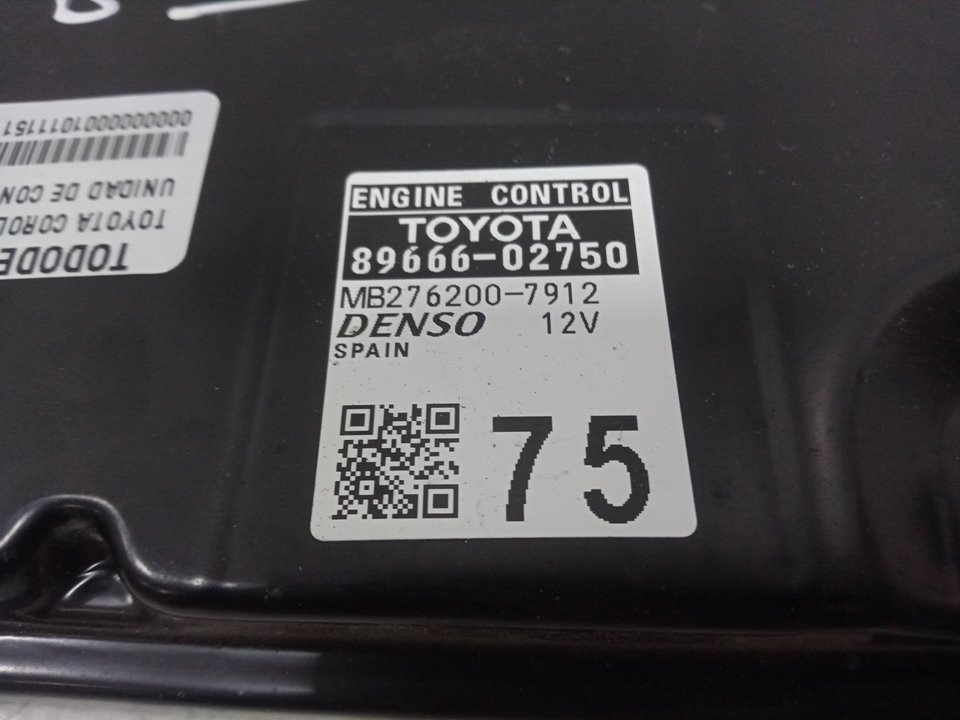 ENGINE CONTROL
TOYOTA
89666-02750
MB276200-7912
DENSO 12V
SPAIN
75
TODODE
TOYOTA COROL
UNIDAD DE CON